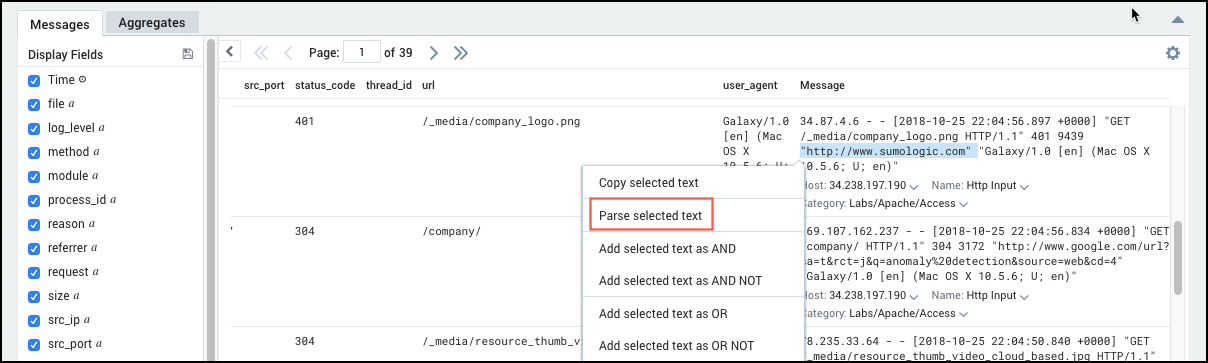 Messages
Aggregates
Display Fields
Time
file a
log_level a
method a
module a
process_id a
reason a
referrer a
request a
size a
src_ip a
src_port a
Page: 1 of 39
src_port status_code thread_id url user_agent Message
401 /_media/company_logo.png
Galaxy/1.0
[en] (Mac
OS X
10.5.6; U;
34.87.4.6 - - [2018-10-25 22:04:56.897 +0000] "GET
/_media/company_logo.png HTTP/1.1" 401 9439
"http://www.sumologic.com" "Galaxy/1.0 [en] (Mac OS X
10.5.6; U; en)"
Host: 34.238.197.190 Name: Http Input
Category: Labs/Apache/Access
304 /company/
69.107.162.237 - - [2018-10-25 22:04:56.834 +0000] "GET
company/ HTTP/1.1" 304 3172 "http://www.google.com/url?
sa=t&rct=j&q=anomaly%20detection&source=web&cd=4"
Galaxy/1.0 [en] (Mac OS X 10.5.6; U; en)"
Host: 34.238.197.190 Name: Http Input
Category: Labs/Apache/Access
304 /_media/resource_thumb_vi
8.235.33.64 - - [2018-10-25 22:04:50.840 +0000] "GET
/_media/resource_thumb_video_cloud_based.jpg HTTP/1.1"
Copy selected text
Parse selected text
Add selected text as AND
Add selected text as AND NOT
Add selected text as OR
Add selected text as OR NOT